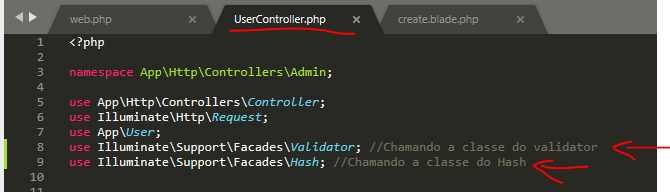 web.php × UserController.php × create.blade.php ×
1 <?php
2
3 namespace App\Http\Controllers\Admin;
4
5 use App\Http\Controllers\Controller;
6 use Illuminate\Http\Request;
7 use App\User;
8 use Illuminate\Support\Facades\Validator; //Chamando a classe do validator
9 use Illuminate\Support\Facades\Hash; //Chamando a classe do Hash
10